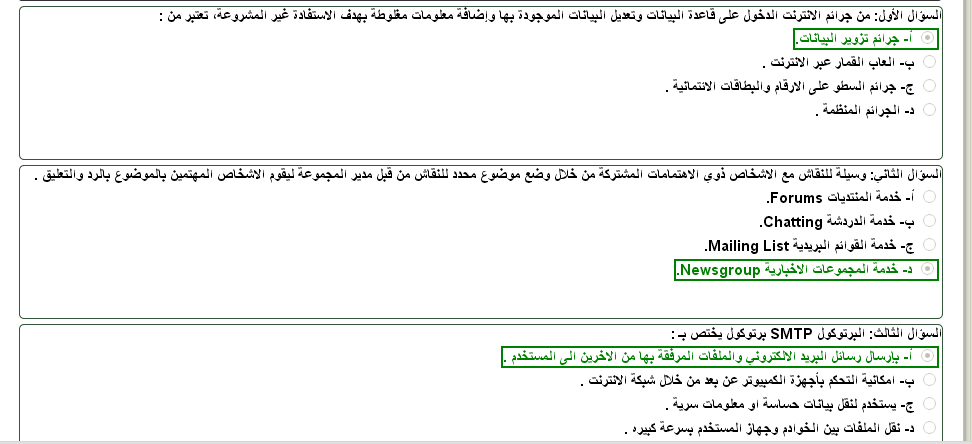 السؤال الأول: من جرائم الانترنت الدخول على قاعدة البيانات وتعديل البيانات الموجودة بها وإضافة معلومات مغلوطة بهدف الاستفادة غير المشروعة، تعتبر من :
أ- جرائم تزوير البيانات.
ب- العاب القمار عبر الانترنت .
ج- جرائم السطو على الارقام والبطاقات الائتمانية .
د- الجرائم المنظمة .
السؤال الثاني: وسيلة للنقاش مع الاشخاص ذوي الاهتمامات المشتركة من خلال وضع موضوع محدد للنقاش من قبل مدير المجموعة ليقوم الاشخاص المهتمين بالموضوع بالرد والتعليق .
أ- خدمة المنتديات Forums.
ب- خدمة الدردشة Chatting.
ج- خدمة القوائم البريدية Mailing List.
د- خدمة المجموعات الاخبارية Newsgroup.
السؤال الثالث: البرتوكول SMTP برتوكول يختص بـ :
أ- بإرسال رسائل البريد الالكتروني والملفات المرفقة بها من الاخرين الى المستخدم .
ب- امكانية التحكم بأجهزة الكمبيوتر عن بعد من خلال شبكة الانترنت .
ج- يستخدم لنقل بيانات حساسة او معلومات سرية .
د- نقل الملفات بين الخوادم وجهاز المستخدم بسرعة كبيره .